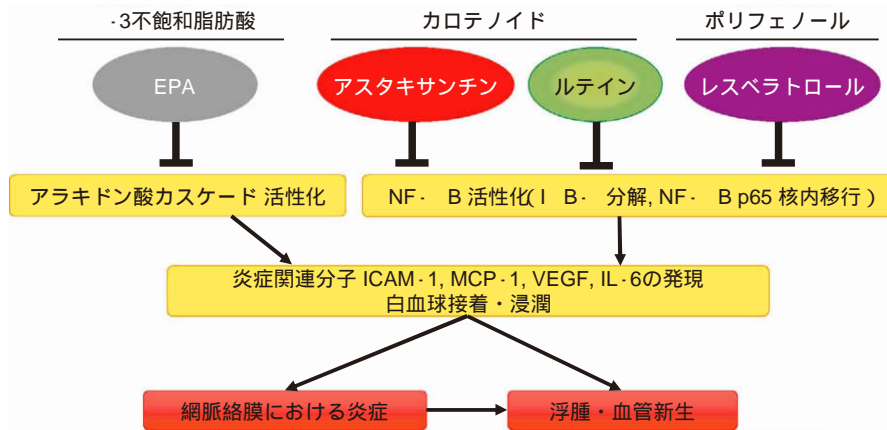 ‐3不飽和脂肪酸
カロテノイド
ポリフェノール
EPA
アスタキサンチン
ルテイン
レスベラトロール
アラキドン酸カスケード 活性化
NF‐ B 活性化( I B‐ 分解, NF‐ B p65 核内移行 )
炎症関連分子 ICAM‐1, MCP‐1, VEGF, IL‐6の発現
白血球接着・浸潤
網脈絡膜における炎症
浮腫・血管新生